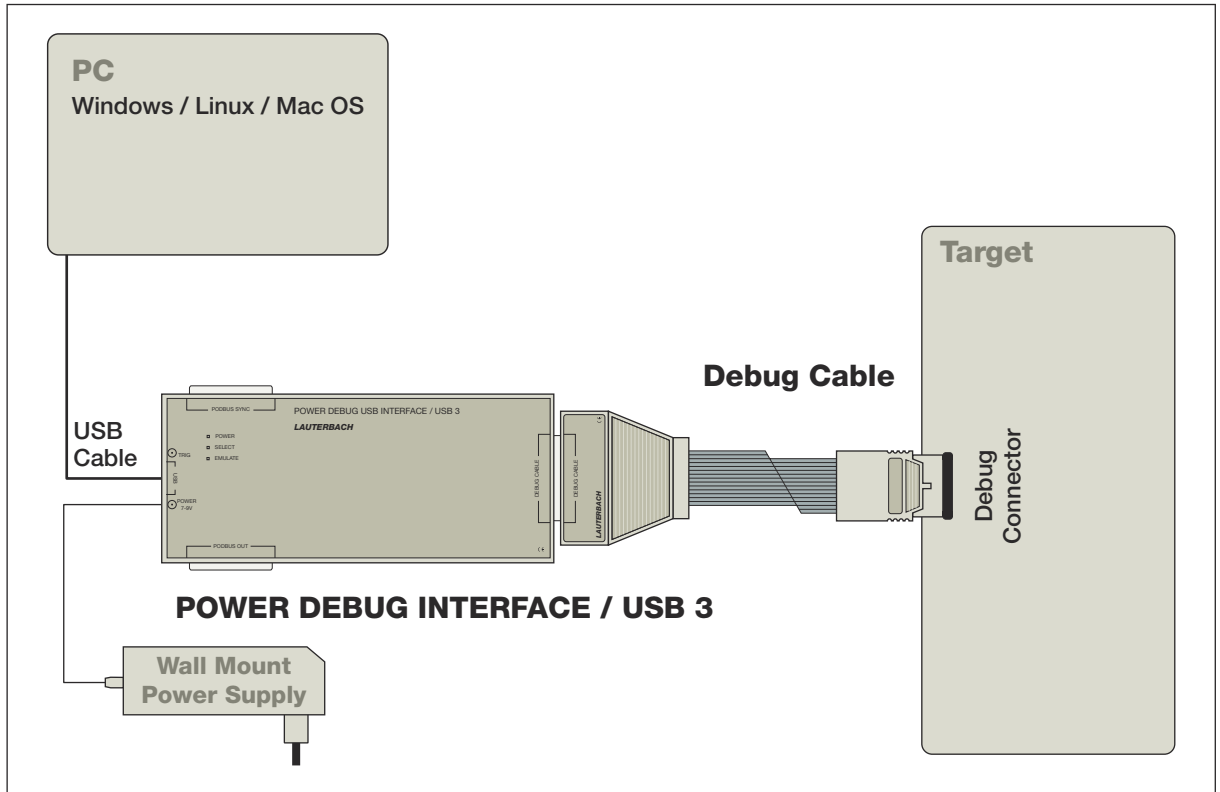 PC
Windows / Linux / Mac OS
Target
Debug Cable
USB
Cable
PODBUS SYNC
POWER DEBUG USB INTERFACE / USB 3
LAUTERBACH
POWER
SELECT
EMULATE
TRIG
USB
POWER
7-9V
PODBUS OUT
DEBUG CABLE
DEBUG CABLE
LAUTERBACH
CE
CE
Debug
Connector
POWER DEBUG INTERFACE / USB 3
Wall Mount
Power Supply